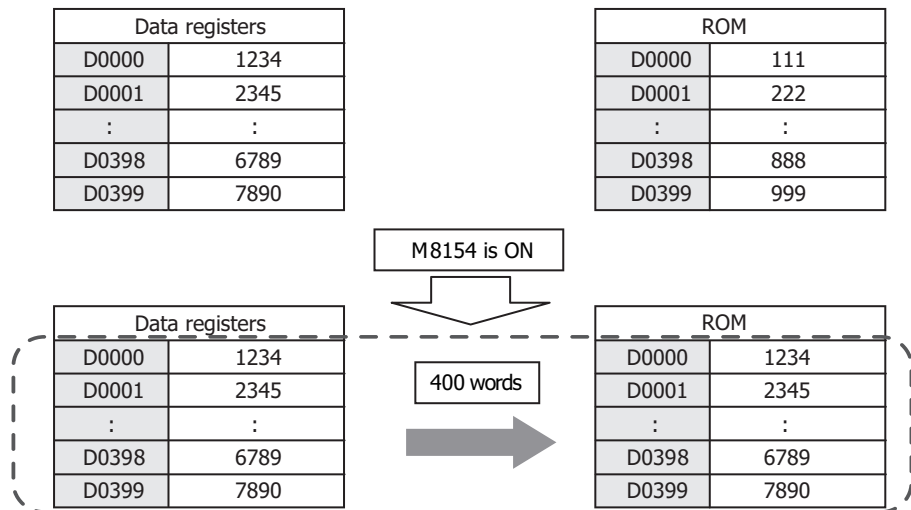 Data registers
D0000 1234
D0001 2345
: :
D0398 6789
D0399 7890
ROM
D0000 111
D0001 222
: :
D0398 888
D0399 999
M8154 is ON
Data registers
D0000 1234
D0001 2345
: :
D0398 6789
D0399 7890
400 words
ROM
D0000 1234
D0001 2345
: :
D0398 6789
D0399 7890